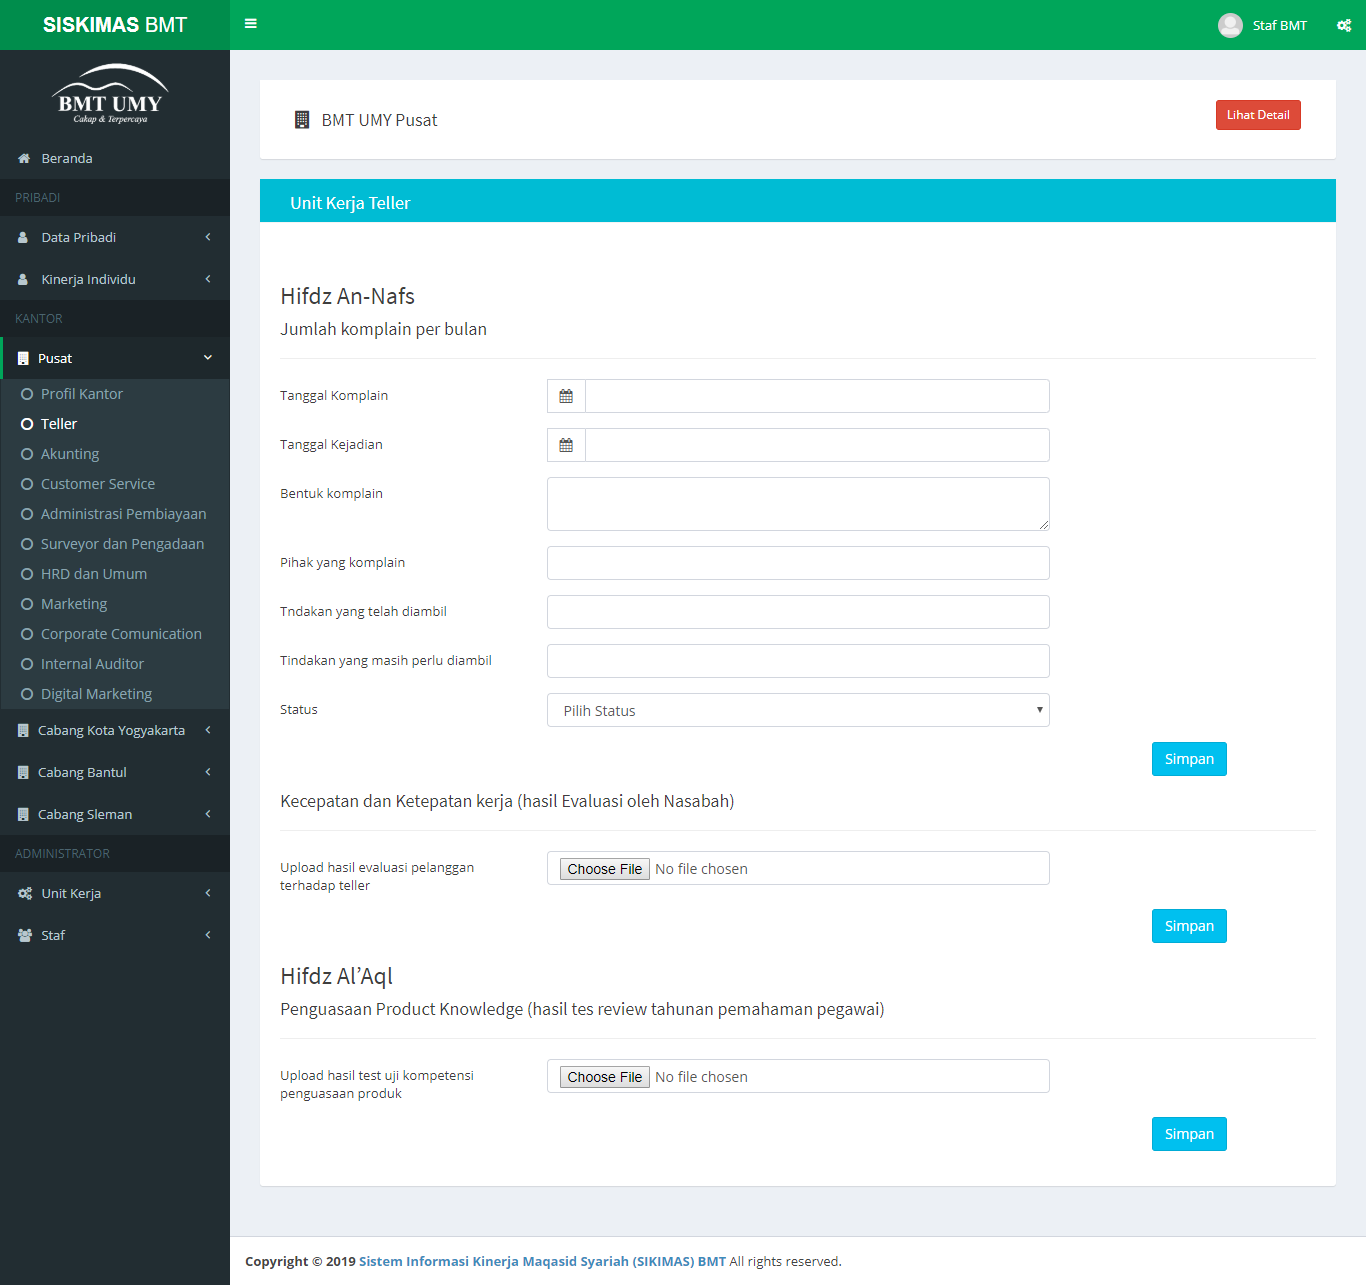 SISKIMAS BMT
Staf BMT
BMT UMY
Cakap & Terpercaya
Beranda
PRIBADI
Data Pribadi
Kinerja Individu
KANTOR
Pusat
Profil Kantor
Teller
Akunting
Customer Service
Administrasi Pembiayaan
Surveyor dan Pengadaan
HRD dan Umum
Marketing
Corporate Comunication
Internal Auditor
Digital Marketing
Cabang Kota Yogyakarta
Cabang Bantul
Cabang Sleman
ADMINISTRATOR
Unit Kerja
Staf
BMT UMY Pusat
Lihat Detail
Unit Kerja Teller
Hifdz An-Nafs
Jumlah komplain per bulan
Tanggal Komplain
Tanggal Kejadian
Bentuk komplain
Pihak yang komplain
Tndakan yang telah diambil
Tindakan yang masih perlu diambil
Status
Pilih Status
Simpan
Kecepatan dan Ketepatan kerja (hasil Evaluasi oleh Nasabah)
Upload hasil evaluasi pelanggan
terhadap teller
Choose File No file chosen
Simpan
Hifdz Al’Aql
Penguasaan Product Knowledge (hasil tes review tahunan pemahaman pegawai)
Upload hasil test uji kompetensi
penguasaan produk
Choose File No file chosen
Simpan
Copyright © 2019 Sistem Informasi Kinerja Maqasid Syariah (SIKIMAS) BMT All rights reserved.